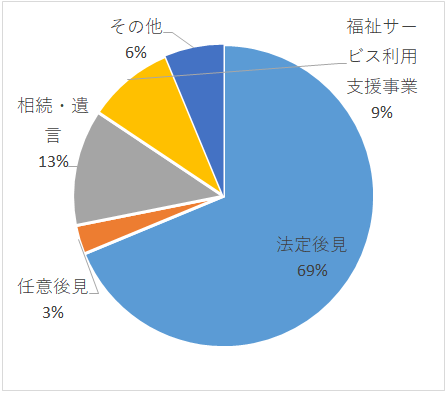 その他
6%
福祉サー
ビス利用
支援事業
9%
相続・遺
言
13%
法定後見
69%
任意後見
3%